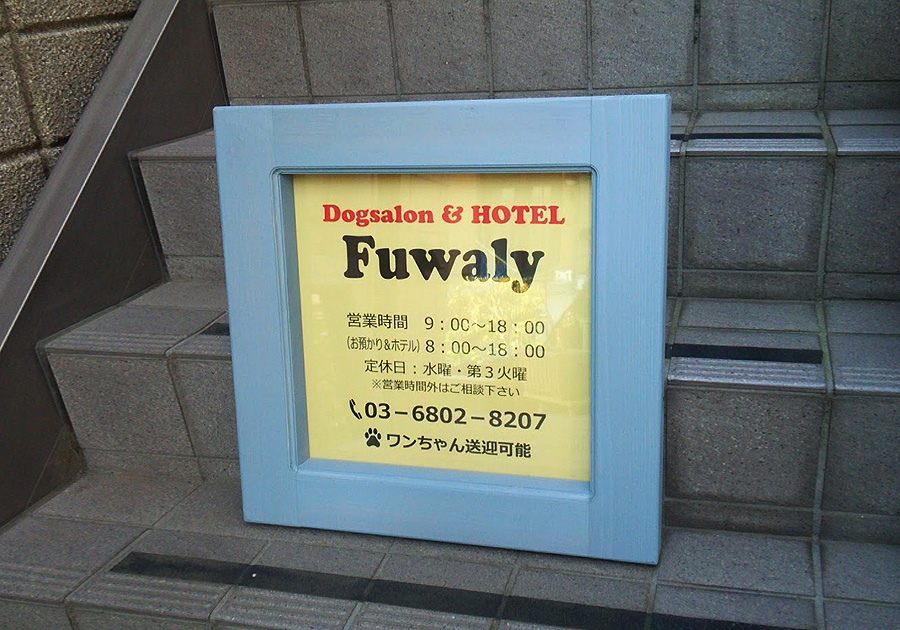 Dogsalon & HOTEL
Fuwaly
営業時間 9：00～18：00
(お預かり＆ホテル) 8：00～18：00
定休日：水曜・第３火曜
※営業時間外はご相談下さい
03－6802－8207
ワンちゃん送迎可能